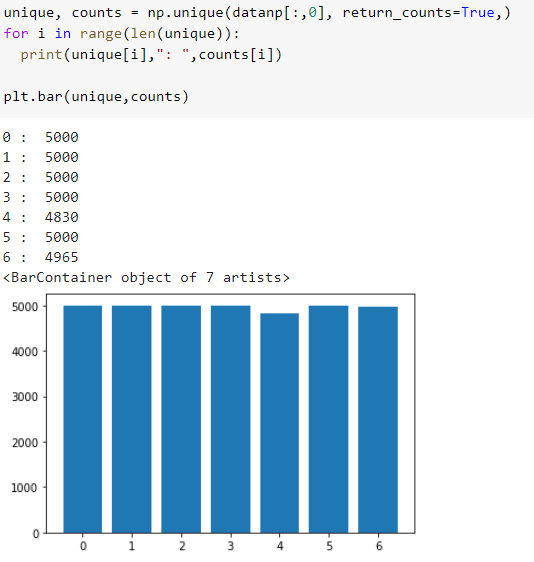 unique, counts = np.unique(datanp[:,0], return_counts=True,)
for i in range(len(unique)):
  print(unique[i],": ",counts[i])
plt.bar(unique,counts)
0 :  5000
1 :  5000
2 :  5000
3 :  5000
4 :  4830
5 :  5000
6 :  4965
<BarContainer object of 7 artists>
5000
4000
3000
2000
1000
0
0 1 2 3 4 5 6